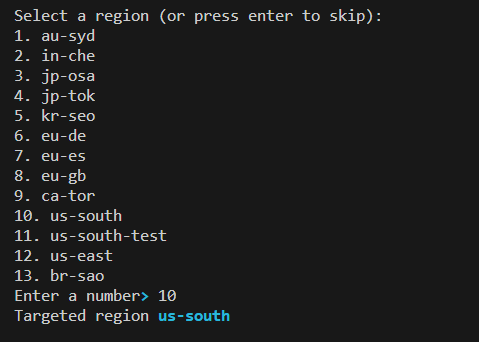 Select a region (or press enter to skip):
1. au-syd
2. in-che
3. jp-osa
4. jp-tok
5. kr-seo
6. eu-de
7. eu-es
8. eu-gb
9. ca-tor
10. us-south
11. us-south-test
12. us-east
13. br-sao
Enter a number> 10
Targeted region us-south